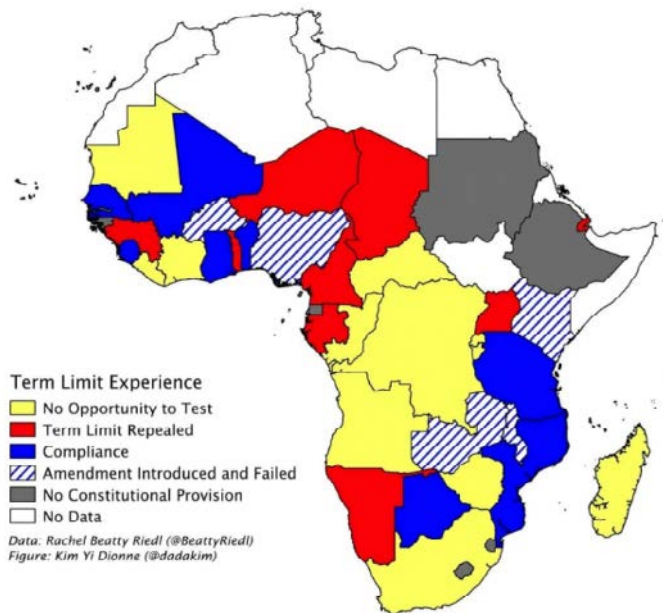 Term Limit Experience
No Opportunity to Test
Term Limit Repealed
Compliance
Amendment Introduced and Failed
No Constitutional Provision
No Data
Data: Rachel Beatty Riedl (@BeattyRiedl)
Figure: Kim Yi Dionne (@dadakim)